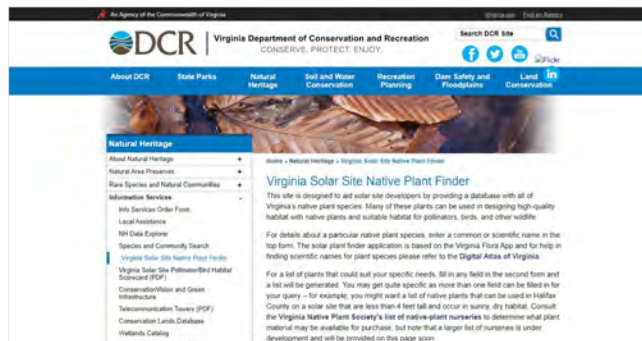 An Agency of the Commonwealth of Virginia
Virginia.gov Find an Agency
DCR
Virginia Department of Conservation and Recreation
CONSERVE. PROTECT. ENJOY.
Search DCR Site
Flickr
About DCR
State Parks
Natural
Heritage
Soil and Water
Conservation
Recreation
Planning
Dam Safety and
Floodplains
Land
Conservation
Natural Heritage
About Natural Heritage +
Natural Area Preserves +
Rare Species and Natural Communities +
Information Services -
Info Services Order Form
Local Assistance
NH Data Explorer
Species and Community Search
Virginia Solar Site Native Plant Finder
Virginia Solar Site Pollinator/Bird Habitat
Scorecard (PDF)
ConservationVision and Green
Infrastructure
Telecommunication Towers (PDF)
Conservation Lands Database
Wetlands Catalog
Home » Natural Heritage » Virginia Solar Site Native Plant Finder
Virginia Solar Site Native Plant Finder
This site is designed to aid solar site developers by providing a database with all of
Virginia's native plant species. Many of these plants can be used in designing high-quality
habitat with native plants and suitable habitat for pollinators, birds, and other wildlife.
For details about a particular native plant species, enter a common or scientific name in the
top form. The solar plant finder application is based on the Virginia Flora App and for help in
finding scientific names for plant species please refer to the Digital Atlas of Virginia.
For a list of plants that could suit your specific needs, fill in any field in the second form and
a list will be generated. You may get quite specific as more than one field can be filled in for
your query – for example, you might want a list of native plants that can be used in Halifax
County on a solar site that are less than 4 feet tall and occur in sunny, dry habitat. Consult
the Virginia Native Plant Society's list of native-plant nurseries to determine what plant
material may be available for purchase, but note that a larger list of nurseries is under
development and will be provided on this page soon